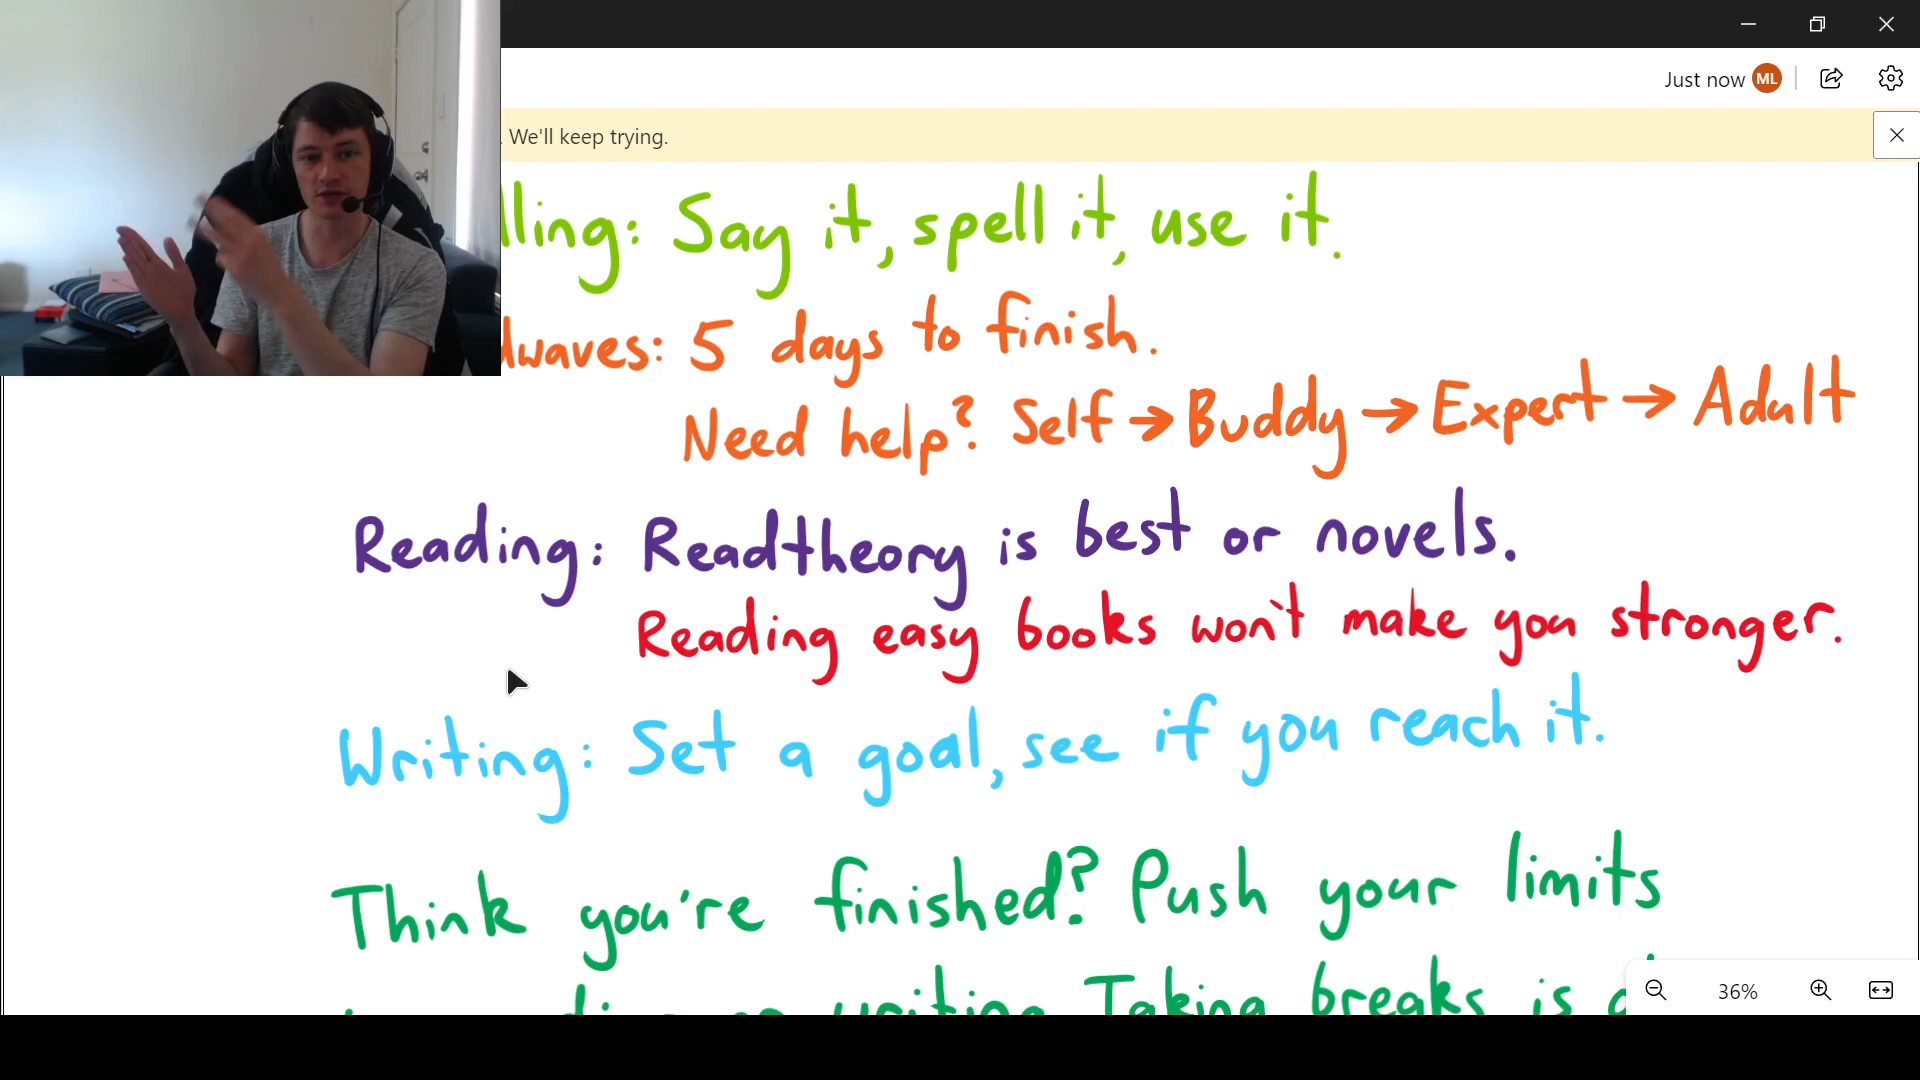 Just now ML
. We'll keep trying.
lling: Say it, spell it, use it.
dwaves: 5 days to finish.
Need help? Self → Buddy → Expert → Adult
Reading: Readtheory is best or novels.
Reading easy books won't make you stronger.
Writing: Set a goal, see if you reach it.
Think you're finished? Push your limits
writing Taking breaks is
36%